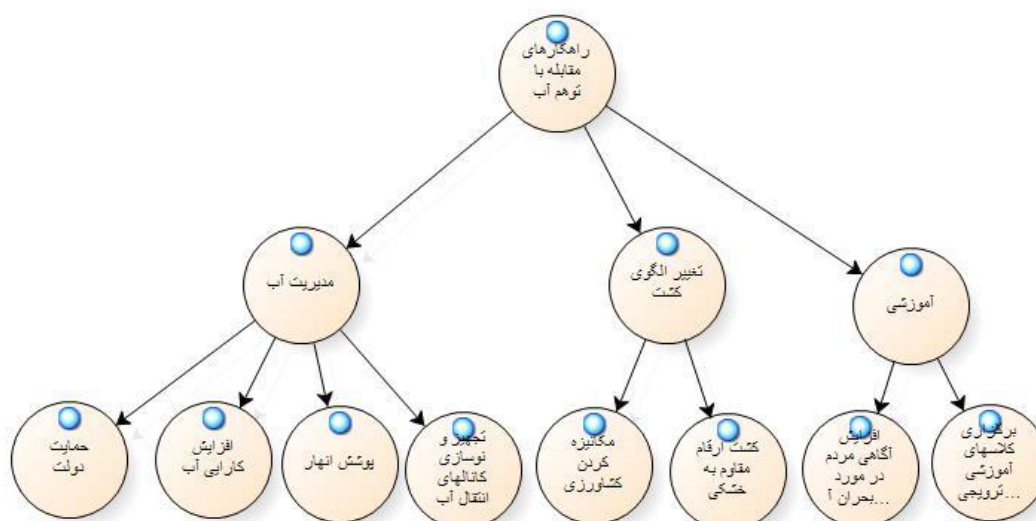 راهکارهای
مقابله با
توهم آب
مدیریت آب
تغییر الگوی
کشت
آموزشی
حمایت
دولت
افزایش
کارایی آب
پوشش انهار
تجهیز و
نوسازی
کانالهای
انتقال آب
مکانیزه
کردن
کشاورزی
کشت ارقام
مقاوم به
خشکی
افزایش
آگاهی مردم
در مورد
بحران آ...
برگزاری
کلاسهای
آموزشی
ترویجی...